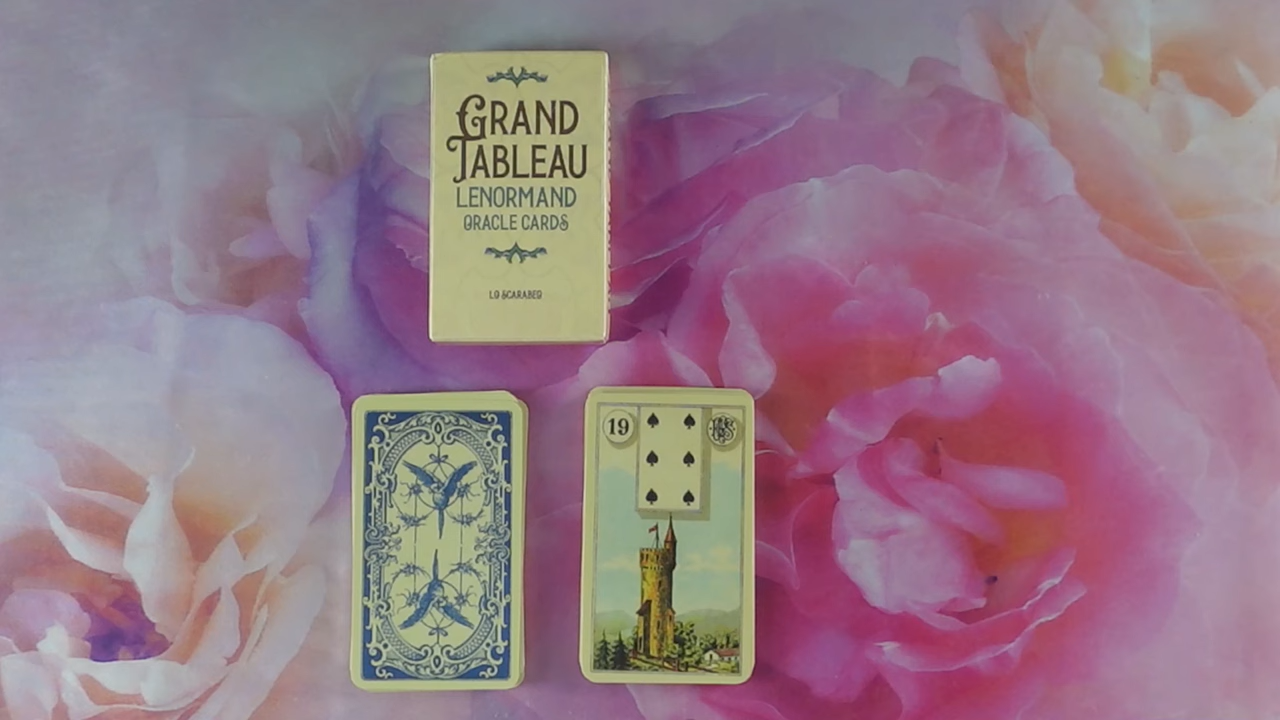 GRAND
TABLEAU
LENORMAND
ORACLE CARDS
LO SCARABEO
19